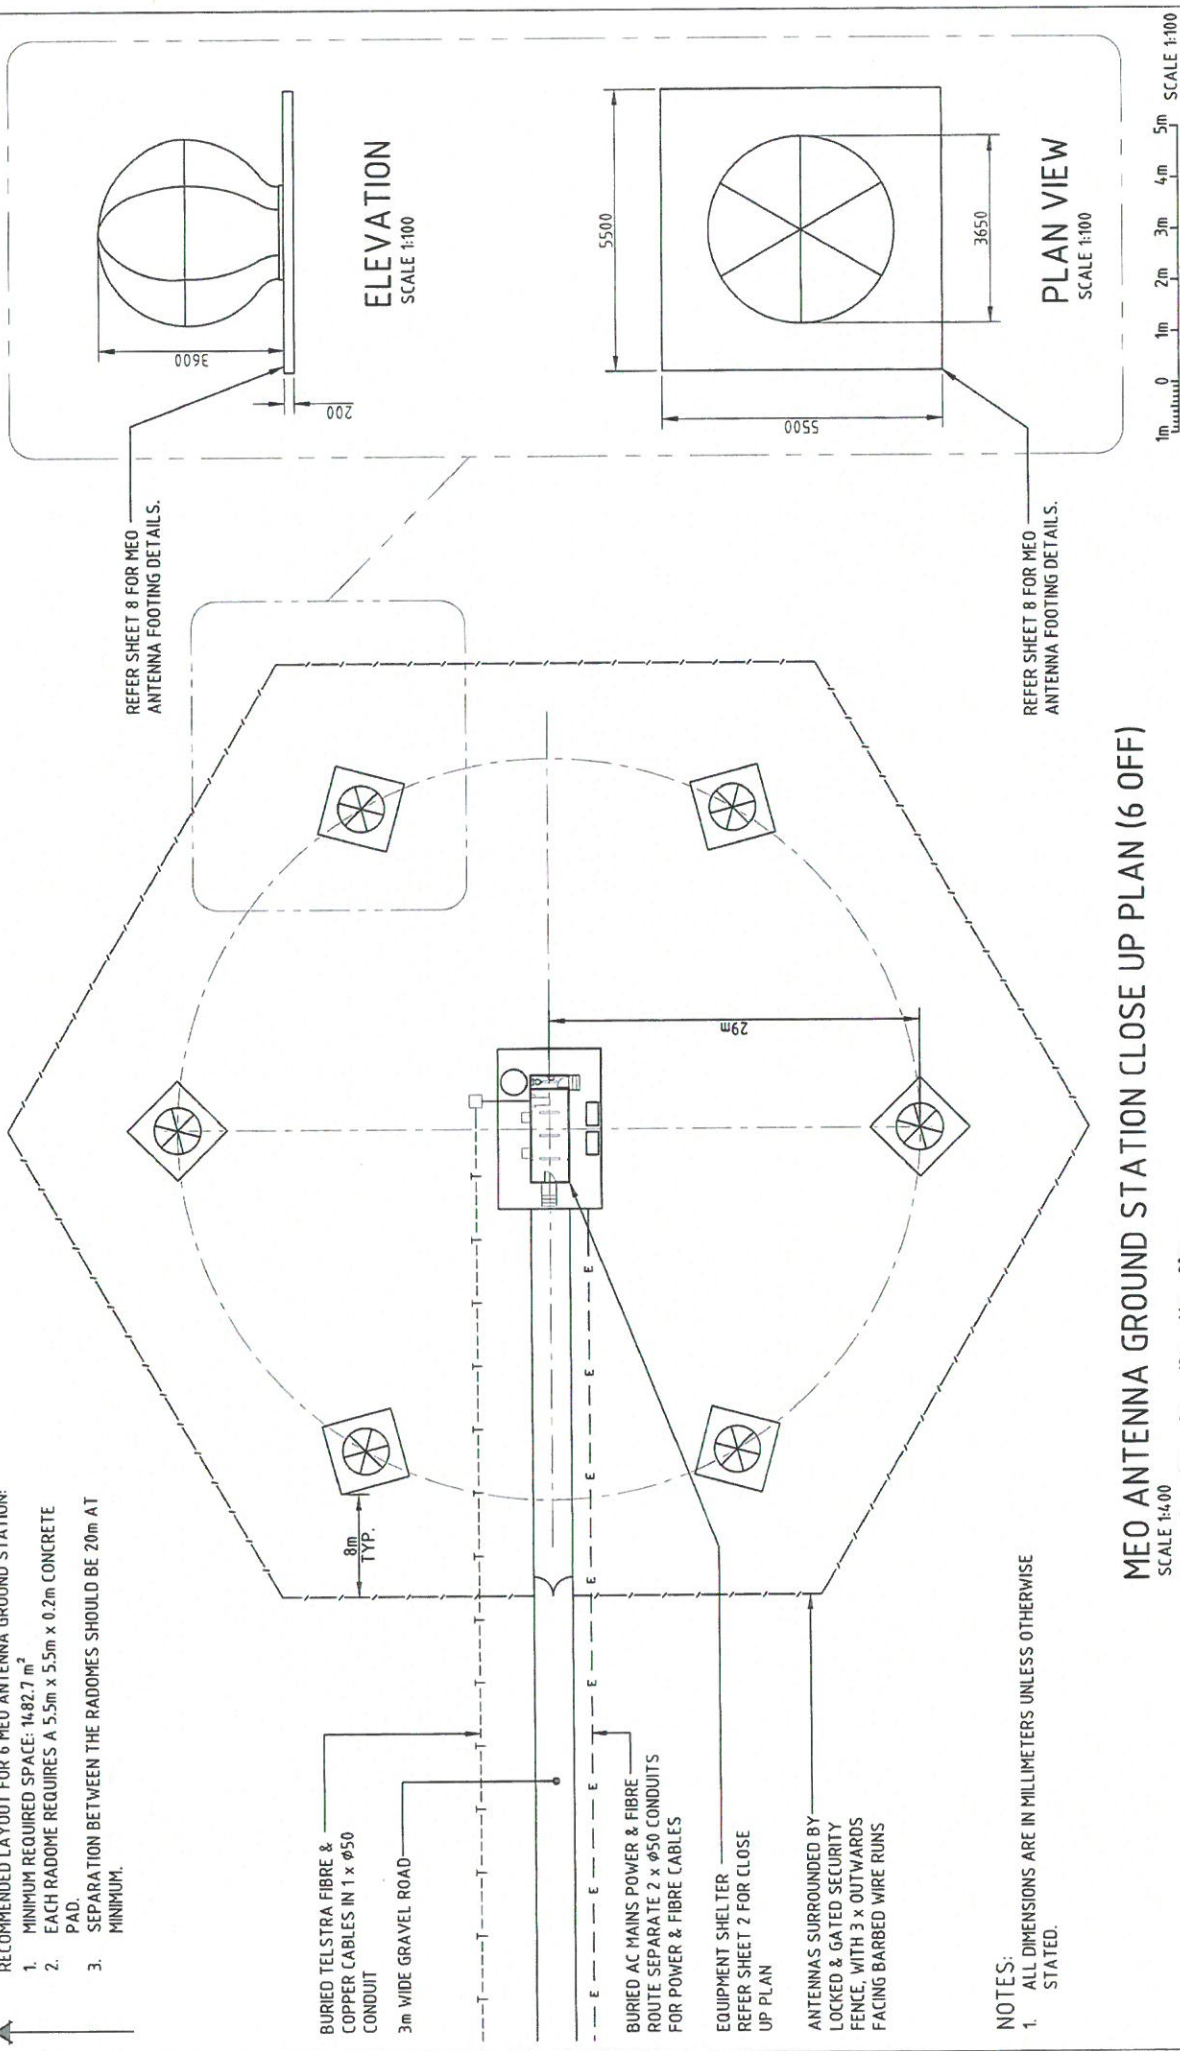 RECOMMENDED LAYOUT FOR 6 MEO ANTENNA GROUND STATION:
1. MINIMUM REQUIRED SPACE: 1482.7 m²
2. EACH RADOME REQUIRES A 5.5m x 5.5m x 0.2m CONCRETE
PAD.
3. SEPARATION BETWEEN THE RADOMES SHOULD BE 20m AT
MINIMUM.
BURIED TELSTRA FIBRE &
COPPER CABLES IN 1 x ø50
CONDUIT
3m WIDE GRAVEL ROAD
BURIED AC MAINS POWER & FIBRE
ROUTE SEPARATE 2 x ø50 CONDUITS
FOR POWER & FIBRE CABLES
EQUIPMENT SHELTER
REFER SHEET 2 FOR CLOSE
UP PLAN
ANTENNAS SURROUNDED BY
LOCKED & GATED SECURITY
FENCE, WITH 3 x OUTWARDS
FACING BARBED WIRE RUNS
NOTES:
1. ALL DIMENSIONS ARE IN MILLIMETERS UNLESS OTHERWISE
STATED.
8m
TYP.
29m
MEO ANTENNA GROUND STATION CLOSE UP PLAN (6 OFF)
SCALE 1:400
REFER SHEET 8 FOR MEO
ANTENNA FOOTING DETAILS.
3600
200
ELEVATION
SCALE 1:100
5500
5500
3650
REFER SHEET 8 FOR MEO
ANTENNA FOOTING DETAILS.
PLAN VIEW
SCALE 1:100
1m 0 1m 2m 3m 4m 5m SCALE 1:100